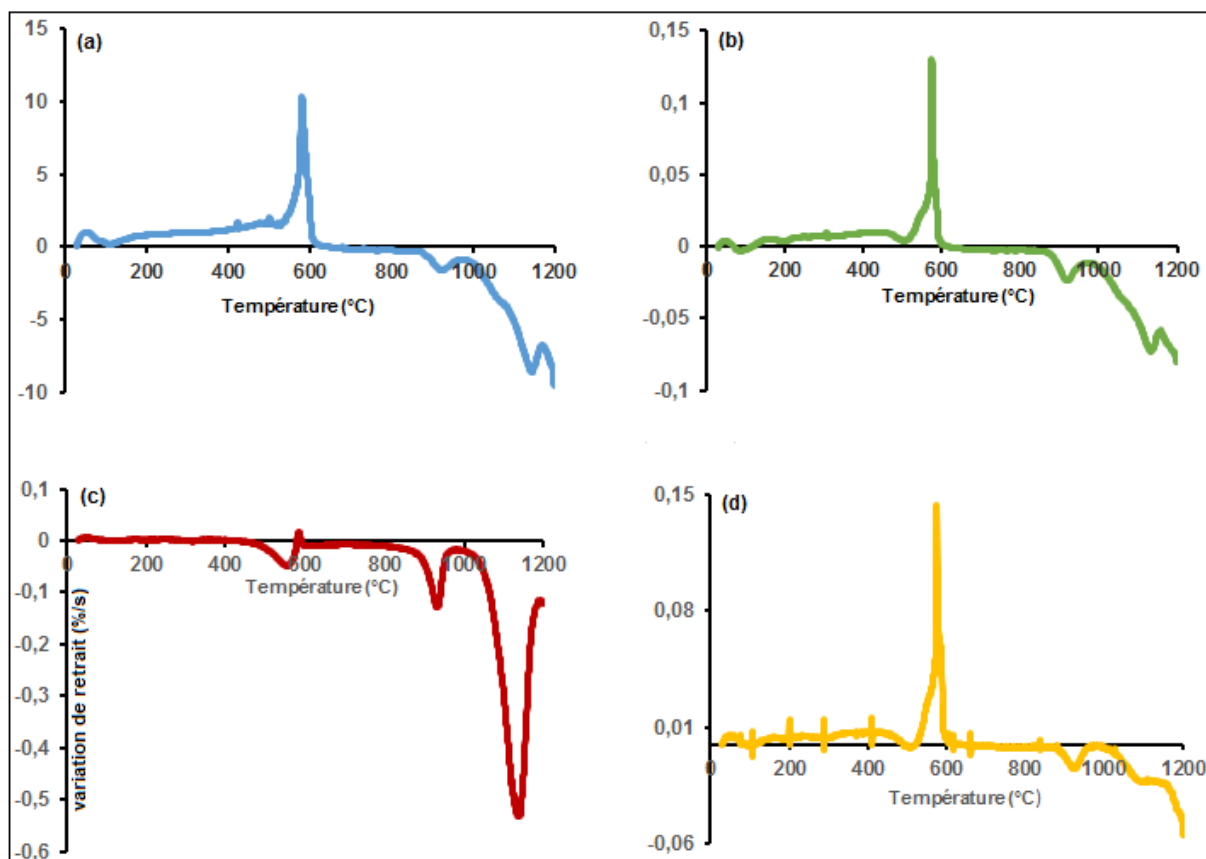 (a)
15
10
5
0
-5
-10
0 200 400 600 800 1000 1200
Température (°C)
(b)
0,15
0,1
0,05
0
-0,05
-0,1
0 200 400 600 800 1000 1200
Température (°C)
(c)
0,1
0
-0,1
-0,2
-0,3
-0,4
-0,5
-0,6
0 200 400 600 800 1000 1200
Température (°C)
variation de retrait (%/s)
(d)
0,15
0,08
0,01
-0,06
0 200 400 600 800 1000 1200
Température (°C)